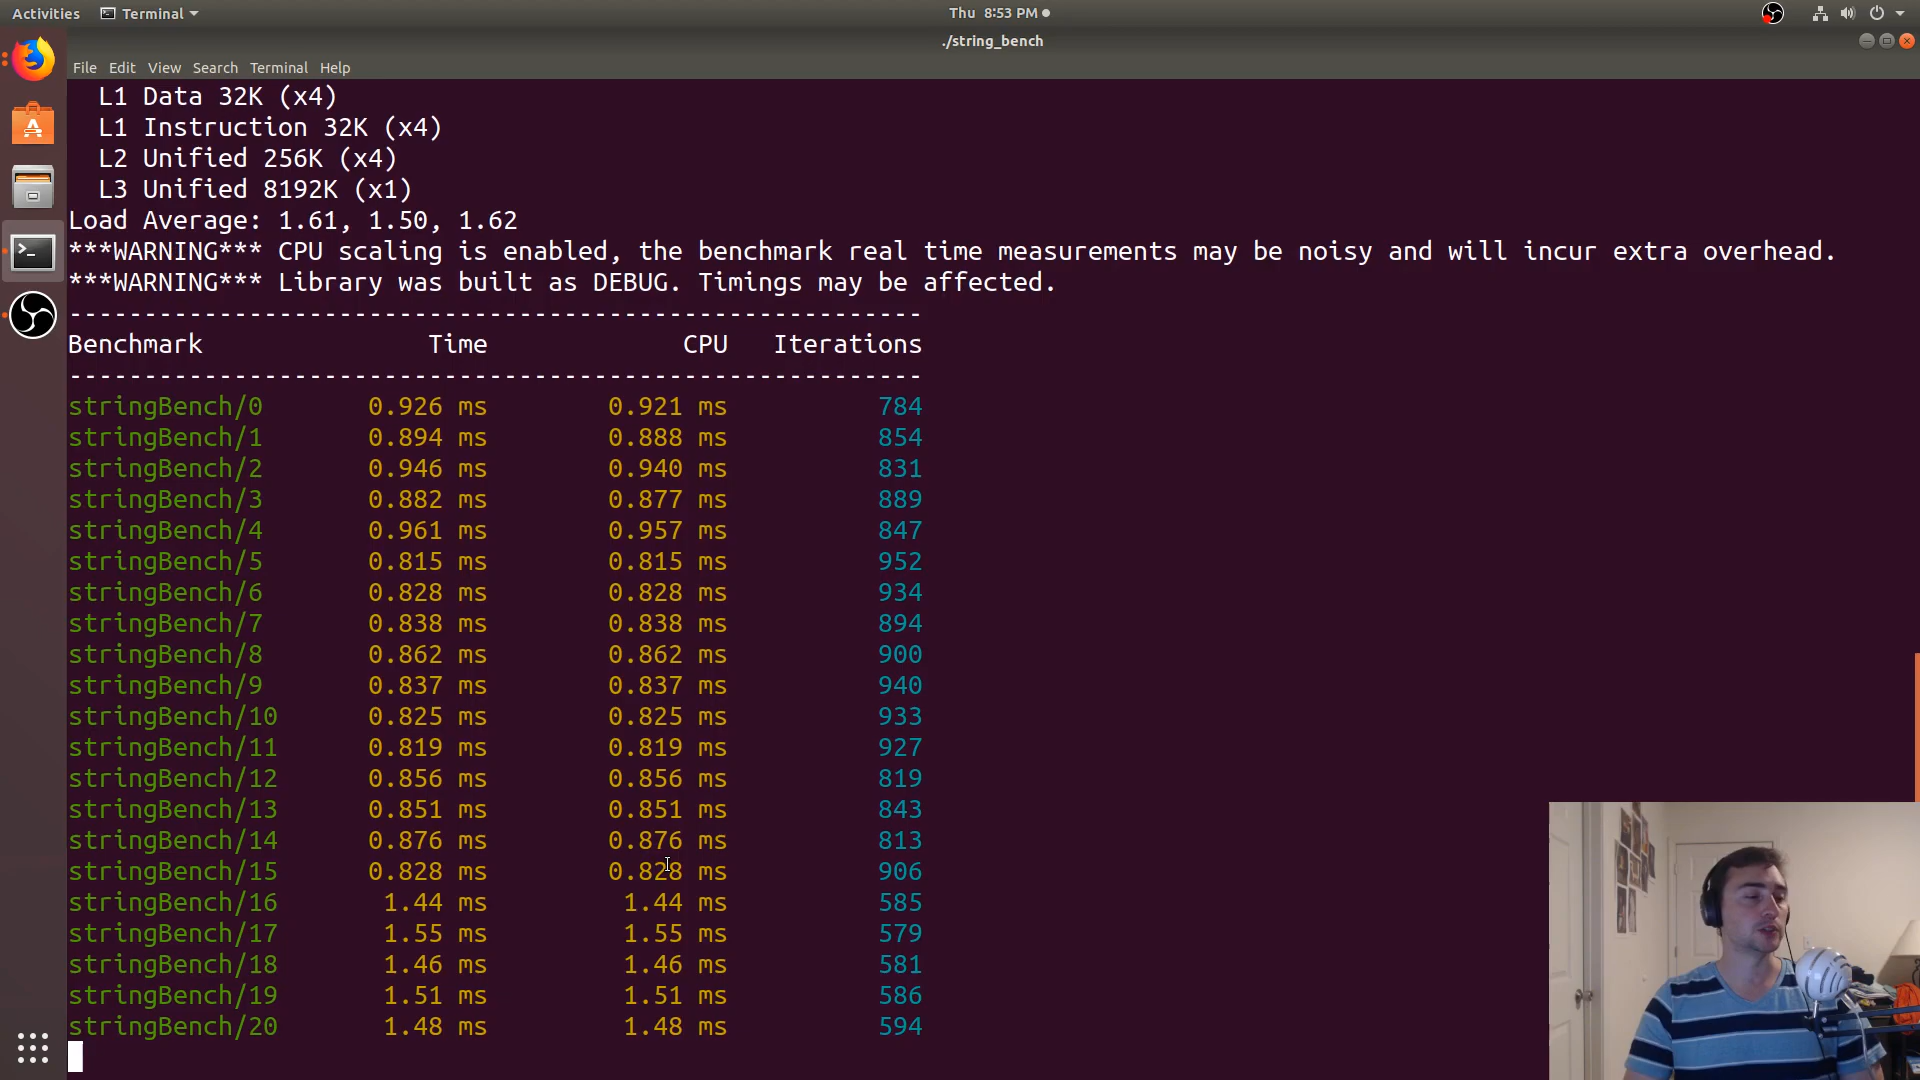 Activities Terminal Thu 8:53 PM
./string_bench
File Edit View Search Terminal Help
L1 Data 32K (x4)
L1 Instruction 32K (x4)
L2 Unified 256K (x4)
L3 Unified 8192K (x1)
Load Average: 1.61, 1.50, 1.62
***WARNING*** CPU scaling is enabled, the benchmark real time measurements may be noisy and will incur extra overhead.
***WARNING*** Library was built as DEBUG. Timings may be affected.
---------------------------------------------------------
Benchmark Time CPU Iterations
---------------------------------------------------------
stringBench/0 0.926 ms 0.921 ms 784
stringBench/1 0.894 ms 0.888 ms 854
stringBench/2 0.946 ms 0.940 ms 831
stringBench/3 0.882 ms 0.877 ms 889
stringBench/4 0.961 ms 0.957 ms 847
stringBench/5 0.815 ms 0.815 ms 952
stringBench/6 0.828 ms 0.828 ms 934
stringBench/7 0.838 ms 0.838 ms 894
stringBench/8 0.862 ms 0.862 ms 900
stringBench/9 0.837 ms 0.837 ms 940
stringBench/10 0.825 ms 0.825 ms 933
stringBench/11 0.819 ms 0.819 ms 927
stringBench/12 0.856 ms 0.856 ms 819
stringBench/13 0.851 ms 0.851 ms 843
stringBench/14 0.876 ms 0.876 ms 813
stringBench/15 0.828 ms 0.828 ms 906
stringBench/16 1.44 ms 1.44 ms 585
stringBench/17 1.55 ms 1.55 ms 579
stringBench/18 1.46 ms 1.46 ms 581
stringBench/19 1.51 ms 1.51 ms 586
stringBench/20 1.48 ms 1.48 ms 594